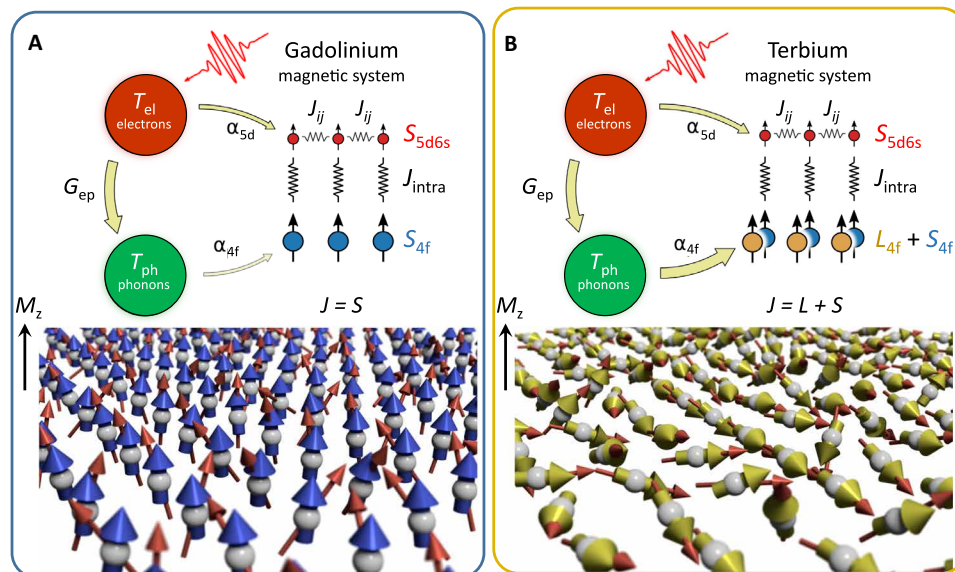 A
Gadolinium
magnetic system
T_el
electrons
α_5d
J_ij J_ij
S_5d6s
G_ep
J_intra
T_ph
phonons
α_4f
S_4f
J = S
M_z
B
Terbium
magnetic system
T_el
electrons
α_5d
J_ij J_ij
S_5d6s
G_ep
J_intra
T_ph
phonons
α_4f
L_4f + S_4f
J = L + S
M_z